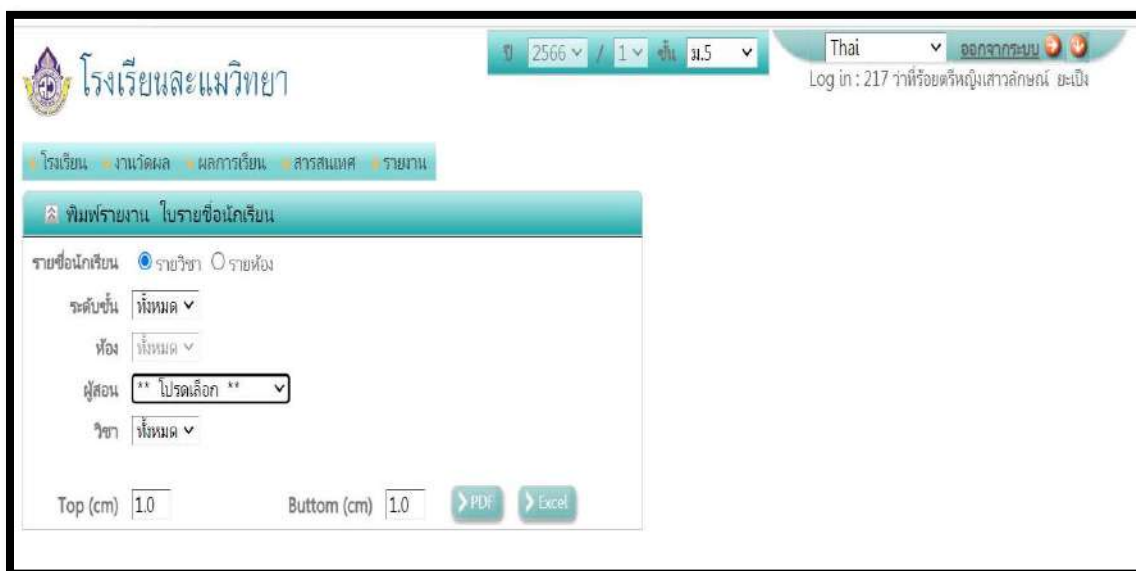 โรงเรียนละแมวิทยา
ปี 2566 / 1 ชั้น ม.5
Thai ออกจากระบบ
Log in : 217 ว่าที่ร้อยตรีหญิงเสาวลักษณ์ ยะเป็ง
โรงเรียน งานวัดผล ผลการเรียน สารสนเทศ รายงาน
พิมพ์รายงาน ใบรายชื่อนักเรียน
รายชื่อนักเรียน รายวิชา รายห้อง
ระดับชั้น ทั้งหมด
ห้อง ทั้งหมด
ผู้สอน ** โปรดเลือก **
วิชา ทั้งหมด
Top (cm) 1.0 Buttom (cm) 1.0 PDF Excel